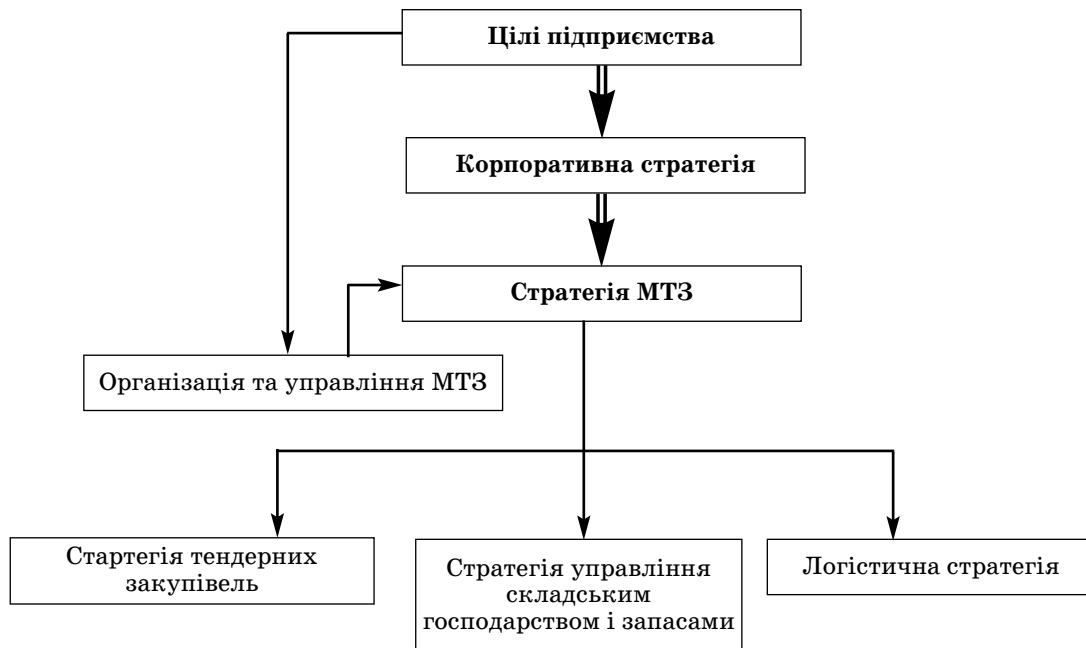 Цілі підприємства
Корпоративна стратегія
Стратегія МТЗ
Організація та управління МТЗ
Стартегія тендерних
закупівель
Стратегія управління
складським
господарством і запасами
Логістична стратегія